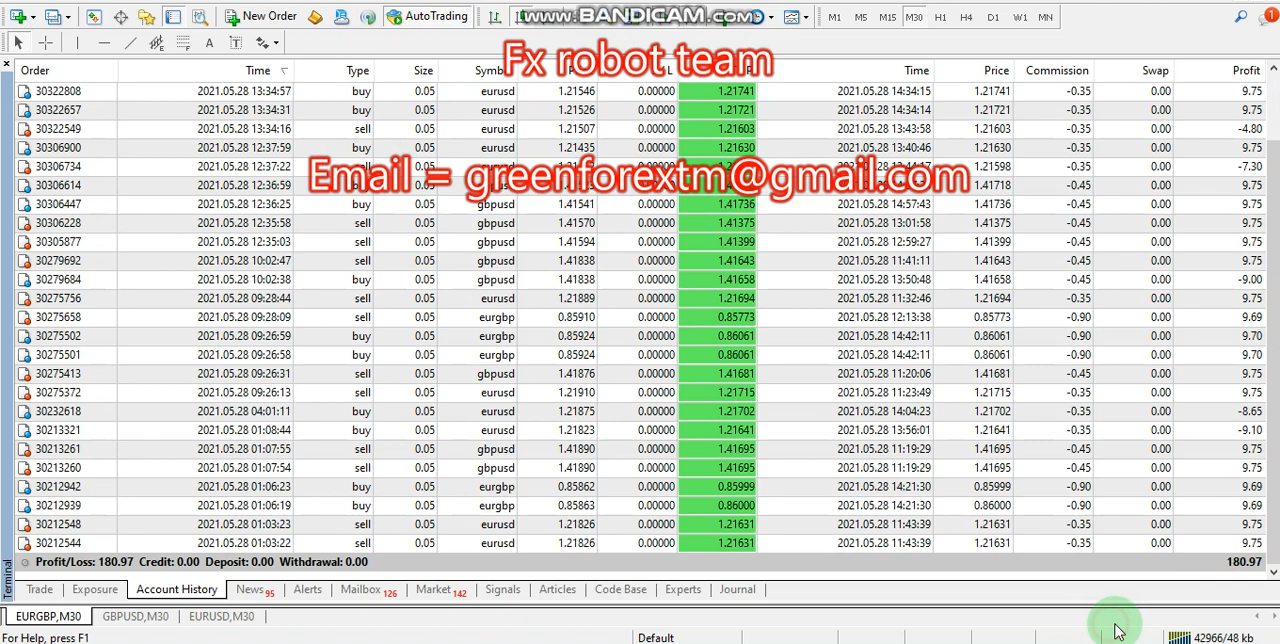 New Order AutoTrading www.BANDICAM.com M1 M5 M15 M30 H1 H4 D1 W1 MN 1
A T
Fx robot team
Order Time Type Size Symb Time Price Commission Swap Profit
30322808 2021.05.28 13:34:57 buy 0.05 eurusd 1.21546 0.00000 1.21741 2021.05.28 14:34:15 1.21741 -0.35 0.00 9.75
30322657 2021.05.28 13:34:31 buy 0.05 eurusd 1.21526 0.00000 1.21721 2021.05.28 14:34:14 1.21721 -0.35 0.00 9.75
30322549 2021.05.28 13:34:16 sell 0.05 eurusd 1.21507 0.00000 1.21603 2021.05.28 13:43:58 1.21603 -0.35 0.00 -4.80
30306900 2021.05.28 12:37:59 buy 0.05 eurusd 1.21435 0.00000 1.21630 2021.05.28 13:40:46 1.21630 -0.35 0.00 9.75
30306734 2021.05.28 12:37:22 1.21598 -0.35 0.00 -7.30
Email = greenforextm@gmail.com
30306614 2021.05.28 12:36:59 1.41718 -0.45 0.00 9.75
30306447 2021.05.28 12:36:25 buy 0.05 gbpusd 1.41541 0.00000 1.41736 2021.05.28 14:57:43 1.41736 -0.45 0.00 9.75
30306228 2021.05.28 12:35:58 sell 0.05 gbpusd 1.41570 0.00000 1.41375 2021.05.28 13:01:58 1.41375 -0.45 0.00 9.75
30305877 2021.05.28 12:35:03 sell 0.05 gbpusd 1.41594 0.00000 1.41399 2021.05.28 12:59:27 1.41399 -0.45 0.00 9.75
30279692 2021.05.28 10:02:47 sell 0.05 gbpusd 1.41838 0.00000 1.41643 2021.05.28 11:41:11 1.41643 -0.45 0.00 9.75
30279684 2021.05.28 10:02:38 buy 0.05 gbpusd 1.41838 0.00000 1.41658 2021.05.28 13:50:48 1.41658 -0.45 0.00 -9.00
30275756 2021.05.28 09:28:44 sell 0.05 eurusd 1.21889 0.00000 1.21694 2021.05.28 11:32:46 1.21694 -0.35 0.00 9.75
30275658 2021.05.28 09:28:09 sell 0.05 eurgbp 0.85910 0.00000 0.85773 2021.05.28 12:13:38 0.85773 -0.90 0.00 9.69
30275502 2021.05.28 09:26:59 buy 0.05 eurgbp 0.85924 0.00000 0.86061 2021.05.28 14:42:11 0.86061 -0.90 0.00 9.70
30275501 2021.05.28 09:26:58 buy 0.05 eurgbp 0.85924 0.00000 0.86061 2021.05.28 14:42:11 0.86061 -0.90 0.00 9.70
30275413 2021.05.28 09:26:31 sell 0.05 gbpusd 1.41876 0.00000 1.41681 2021.05.28 11:20:06 1.41681 -0.45 0.00 9.75
30275372 2021.05.28 09:26:13 sell 0.05 eurusd 1.21910 0.00000 1.21715 2021.05.28 11:23:49 1.21715 -0.35 0.00 9.75
30232618 2021.05.28 04:01:11 buy 0.05 eurusd 1.21875 0.00000 1.21702 2021.05.28 14:04:23 1.21702 -0.35 0.00 -8.65
30213321 2021.05.28 01:08:44 buy 0.05 eurusd 1.21823 0.00000 1.21641 2021.05.28 13:56:01 1.21641 -0.35 0.00 -9.10
30213261 2021.05.28 01:07:55 sell 0.05 gbpusd 1.41890 0.00000 1.41695 2021.05.28 11:19:29 1.41695 -0.45 0.00 9.75
30213260 2021.05.28 01:07:54 sell 0.05 gbpusd 1.41890 0.00000 1.41695 2021.05.28 11:19:29 1.41695 -0.45 0.00 9.75
30212942 2021.05.28 01:06:23 buy 0.05 eurgbp 0.85862 0.00000 0.85999 2021.05.28 14:21:30 0.85999 -0.90 0.00 9.69
30212939 2021.05.28 01:06:19 buy 0.05 eurgbp 0.85863 0.00000 0.86000 2021.05.28 14:21:30 0.86000 -0.90 0.00 9.69
30212548 2021.05.28 01:03:23 sell 0.05 eurusd 1.21826 0.00000 1.21631 2021.05.28 11:43:39 1.21631 -0.35 0.00 9.75
30212544 2021.05.28 01:03:22 sell 0.05 eurusd 1.21826 0.00000 1.21631 2021.05.28 11:43:39 1.21631 -0.35 0.00 9.75
Profit/Loss: 180.97 Credit: 0.00 Deposit: 0.00 Withdrawal: 0.00 180.97
Terminal
Trade Exposure Account History News 95 Alerts Mailbox 126 Market 142 Signals Articles Code Base Experts Journal
EURGBP,M30 GBPUSD,M30 EURUSD,M30
For Help, press F1 Default 42966/48 kb